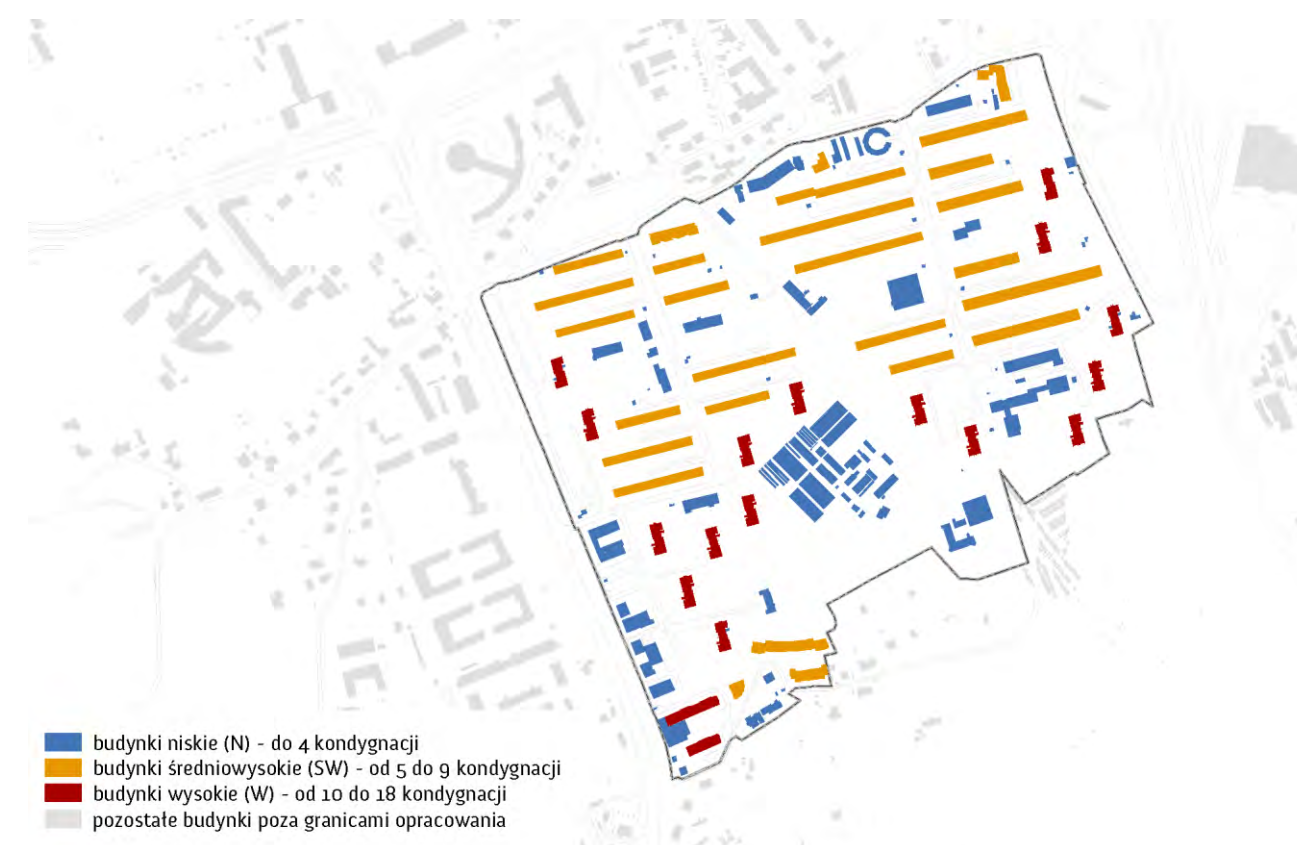 budynki niskie (N) - do 4 kondygnacji
budynki średniowysokie (SW) - od 5 do 9 kondygnacji
budynki wysokie (W) - od 10 do 18 kondygnacji
pozostałe budynki poza granicami opracowania